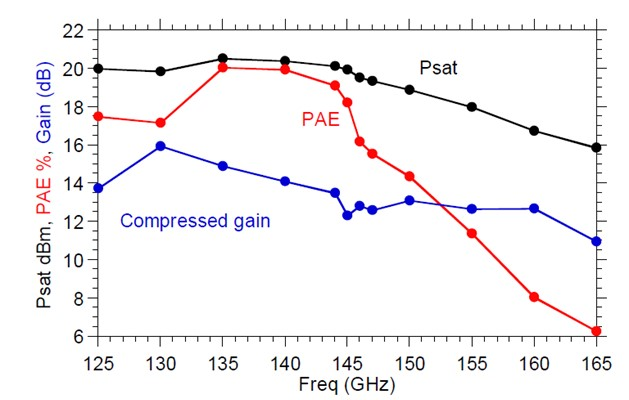 22
20
18
16
14
12
10
8
6
Psat dBm, PAE %, Gain (dB)
Psat
PAE
Compressed gain
125 130 135 140 145 150 155 160 165
Freq (GHz)